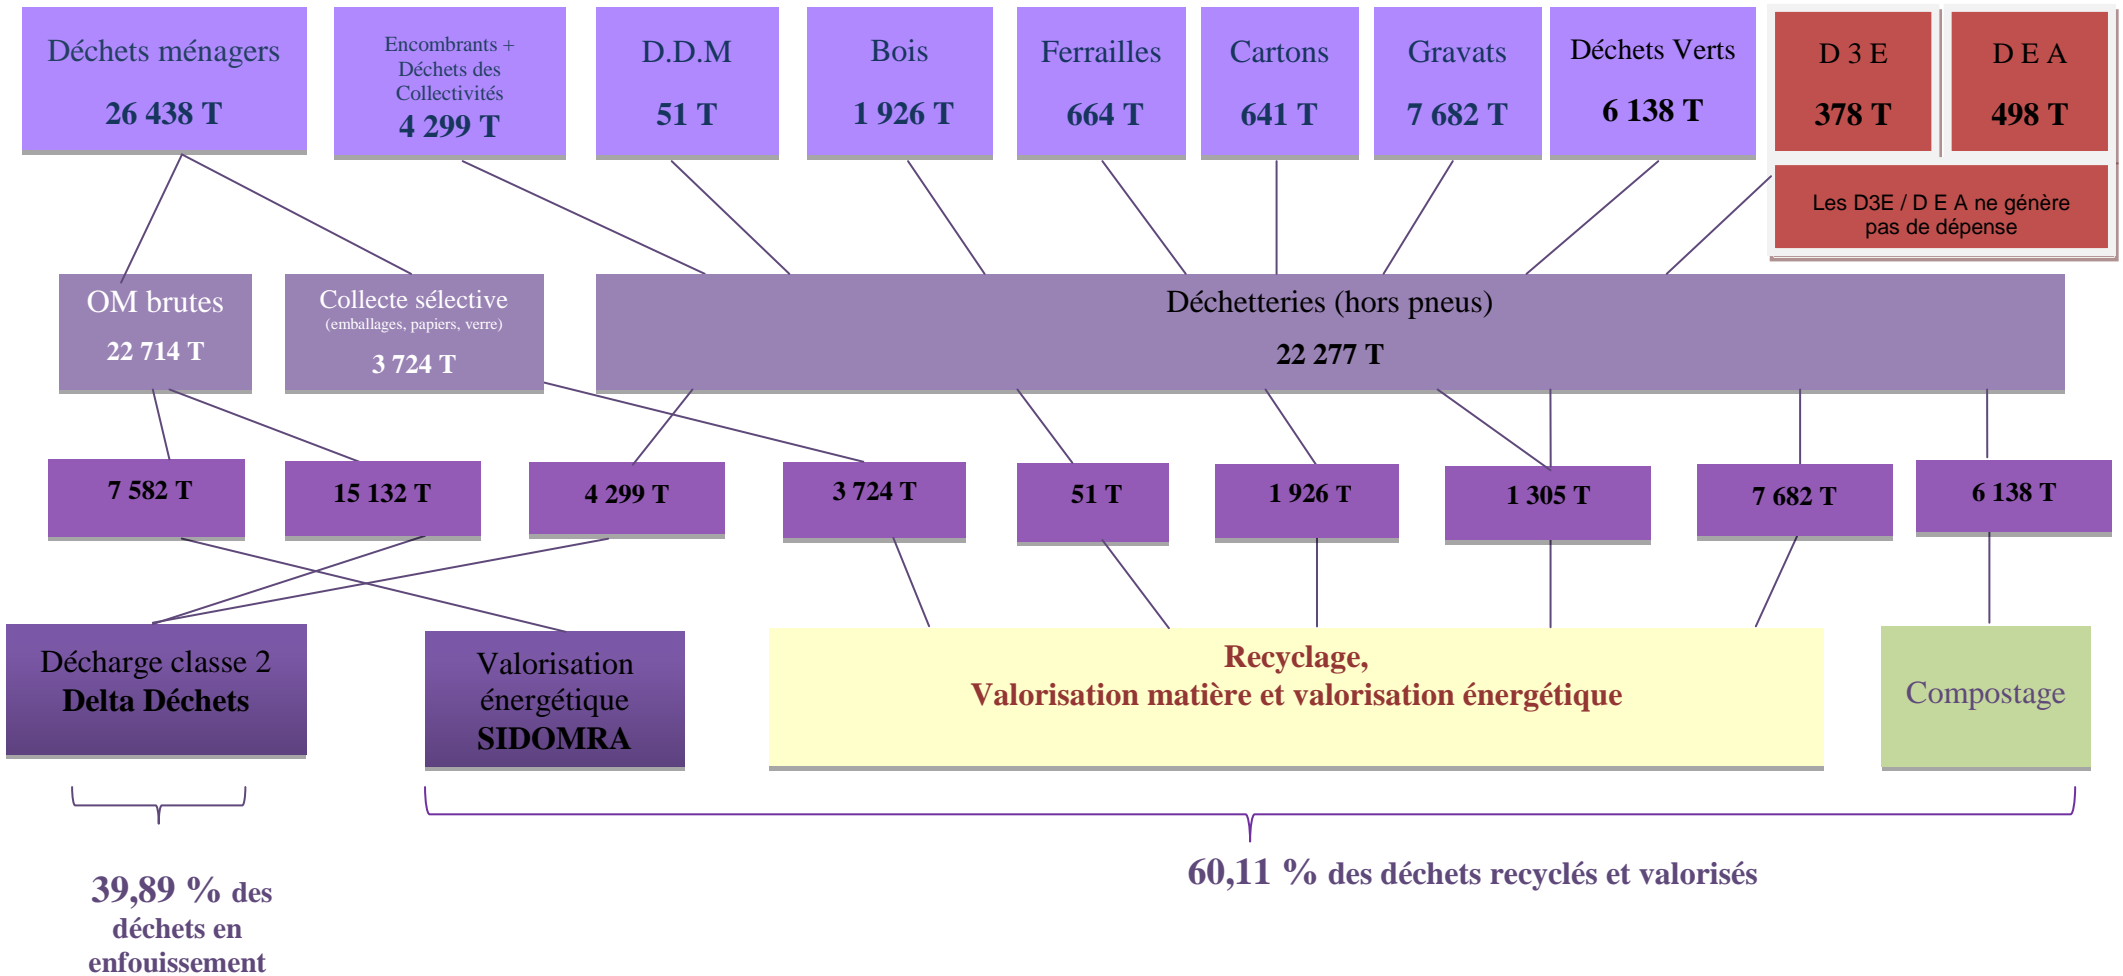 Déchets ménagers
26 438 T
Encombrants +
Déchets des
Collectivités
4 299 T
D.D.M
51 T
Bois
1 926 T
Ferrailles
664 T
Cartons
641 T
Gravats
7 682 T
Déchets Verts
6 138 T
D 3 E
378 T
D E A
498 T
Les D3E / D E A ne génère
pas de dépense
OM brutes
22 714 T
Collecte sélective
(emballages, papiers, verre)
3 724 T
Déchetteries (hors pneus)
22 277 T
7 582 T
15 132 T
4 299 T
3 724 T
51 T
1 926 T
1 305 T
7 682 T
6 138 T
Décharge classe 2
Delta Déchets
Valorisation
énergétique
SIDOMRA
Recyclage,
Valorisation matière et valorisation énergétique
Compostage
39,89 % des
déchets en
enfouissement
60,11 % des déchets recyclés et valorisés